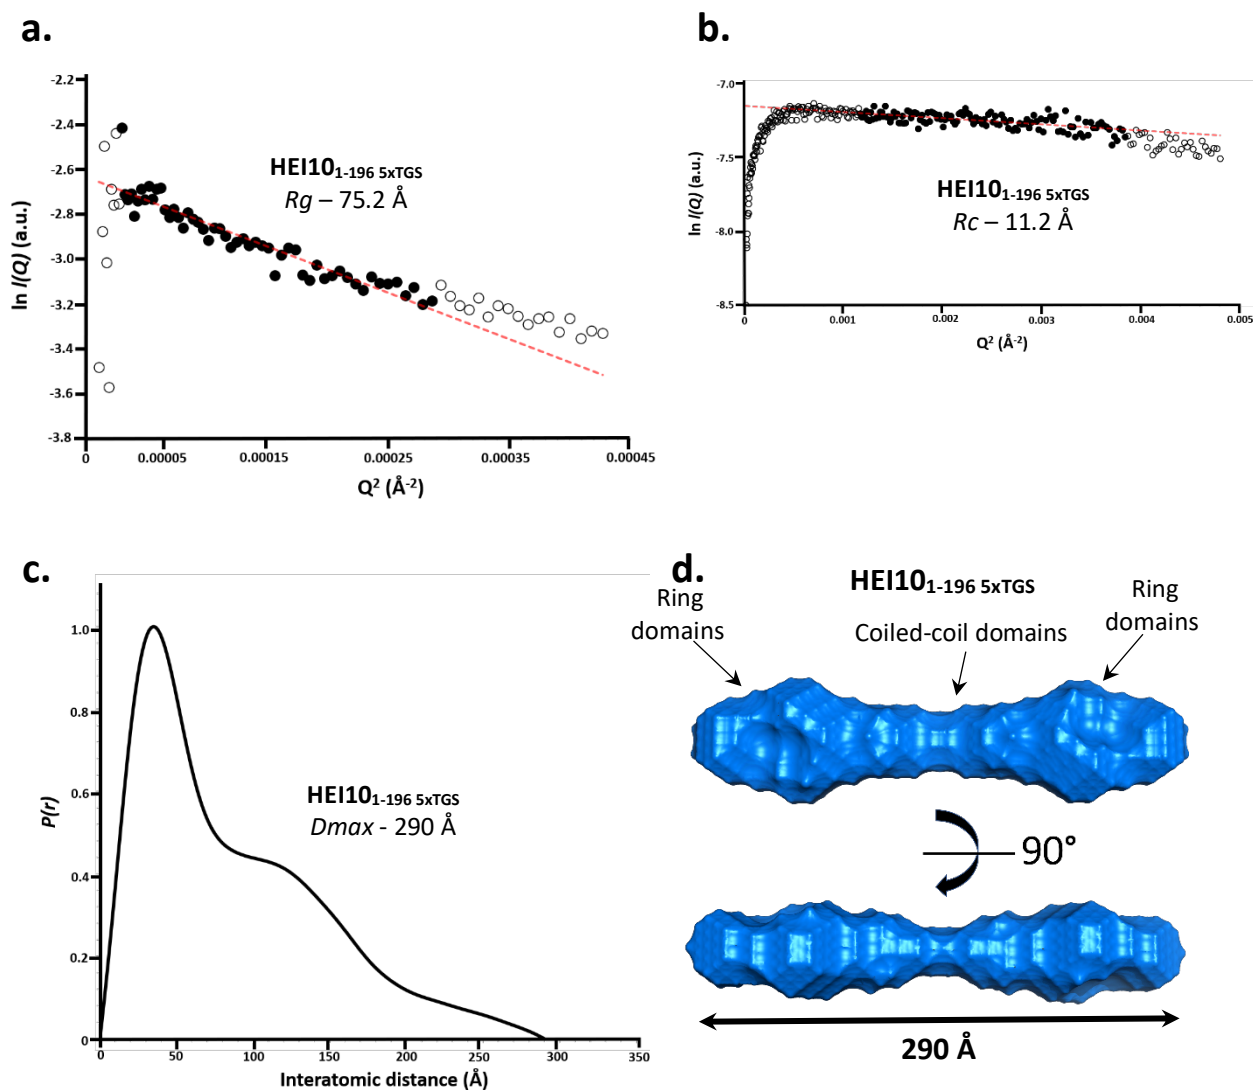 a.
ln I(Q) (a.u.)
-2.2
-2.4
-2.6
-2.8
-3.0
-3.2
-3.4
-3.6
-3.8
HEI10₁₋₁₉₆ ₅ₓTGS
Rg – 75.2 Å
0 0.00005 0.00015 0.00025 0.00035 0.00045
Q² (Å⁻²)
b.
ln I(Q) (a.u.)
-7.0
-7.5
-8.0
-8.5
HEI10₁₋₁₉₆ ₅ₓTGS
Rc – 11.2 Å
0 0.001 0.002 0.003 0.004 0.005
Q² (Å⁻²)
c.
P(r)
1.0
0.8
0.6
0.4
0.2
0
HEI10₁₋₁₉₆ ₅ₓTGS
Dmax - 290 Å
0 50 100 150 200 250 300 350
Interatomic distance (Å)
d.
HEI10₁₋₁₉₆ ₅ₓTGS
Ring
domains
Coiled-coil domains
Ring
domains
90°
290 Å